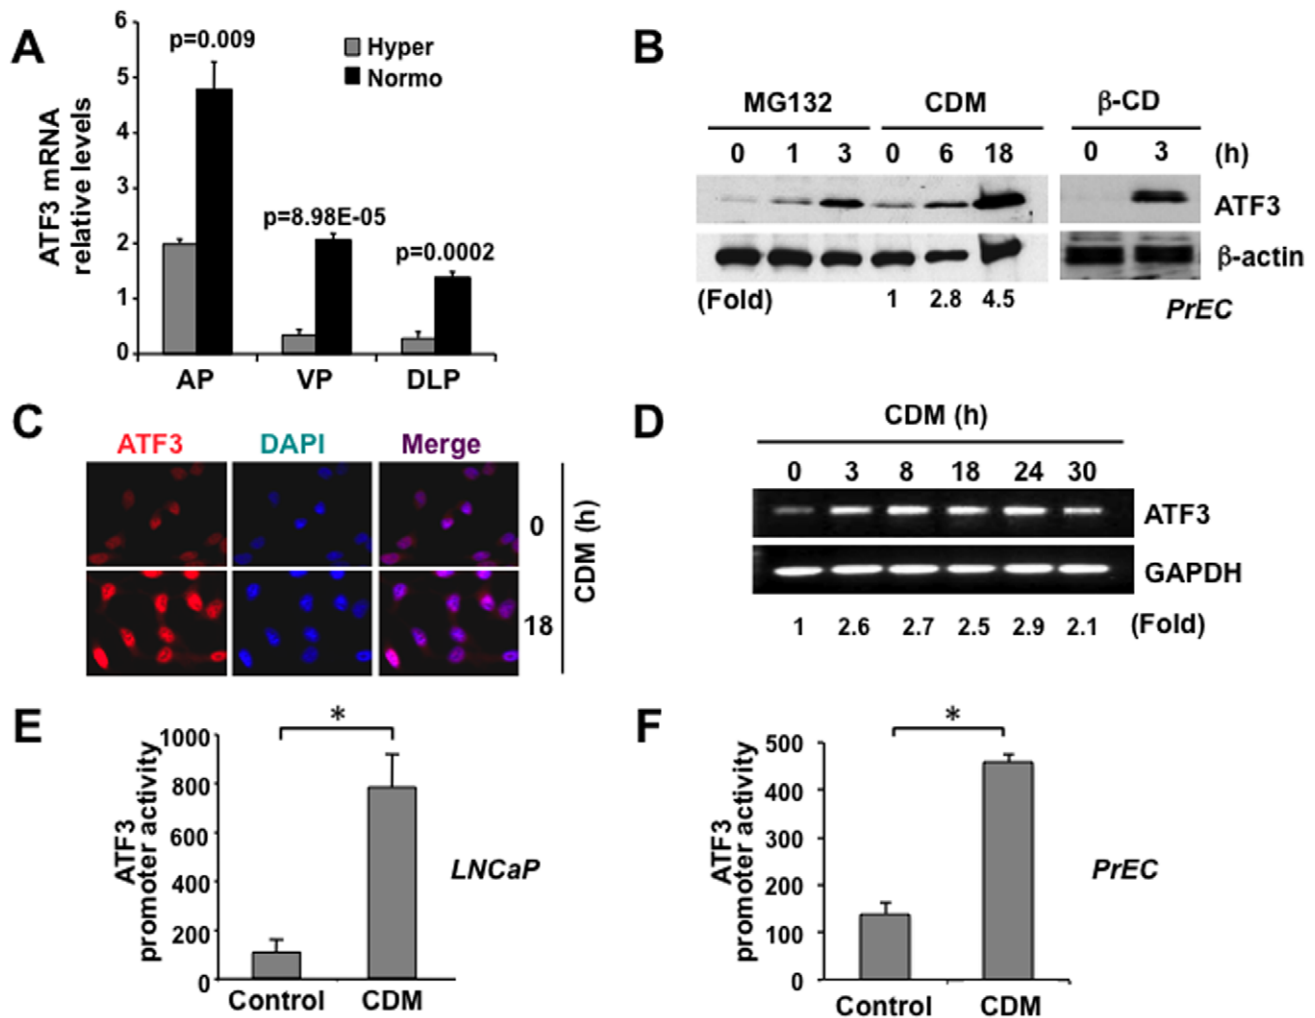 A
ATF3 mRNA
relative levels
6
5
4
3
2
1
0
p=0.009
p=8.98E-05
p=0.0002
Hyper
Normo
AP VP DLP
B
MG132 CDM β-CD
0 1 3 0 6 18 0 3 (h)
ATF3
β-actin
(Fold) 1 2.8 4.5
PrEC
C
ATF3 DAPI Merge
0
18
CDM (h)
D
CDM (h)
0 3 8 18 24 30
ATF3
GAPDH
1 2.6 2.7 2.5 2.9 2.1 (Fold)
E
ATF3
promoter activity
1000
800
600
400
200
0
*
LNCaP
Control CDM
F
ATF3
promoter activity
500
400
300
200
100
0
*
PrEC
Control CDM